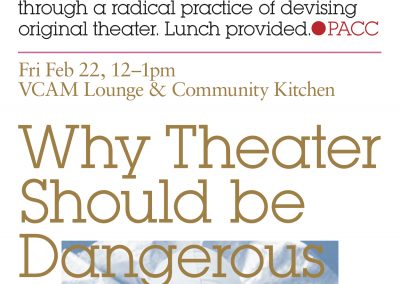 through a radical practice of devising
original theater. Lunch provided.●PACC
Fri Feb 22, 12–1pm
VCAM Lounge & Community Kitchen
Why Theater
Should be
Dangerous